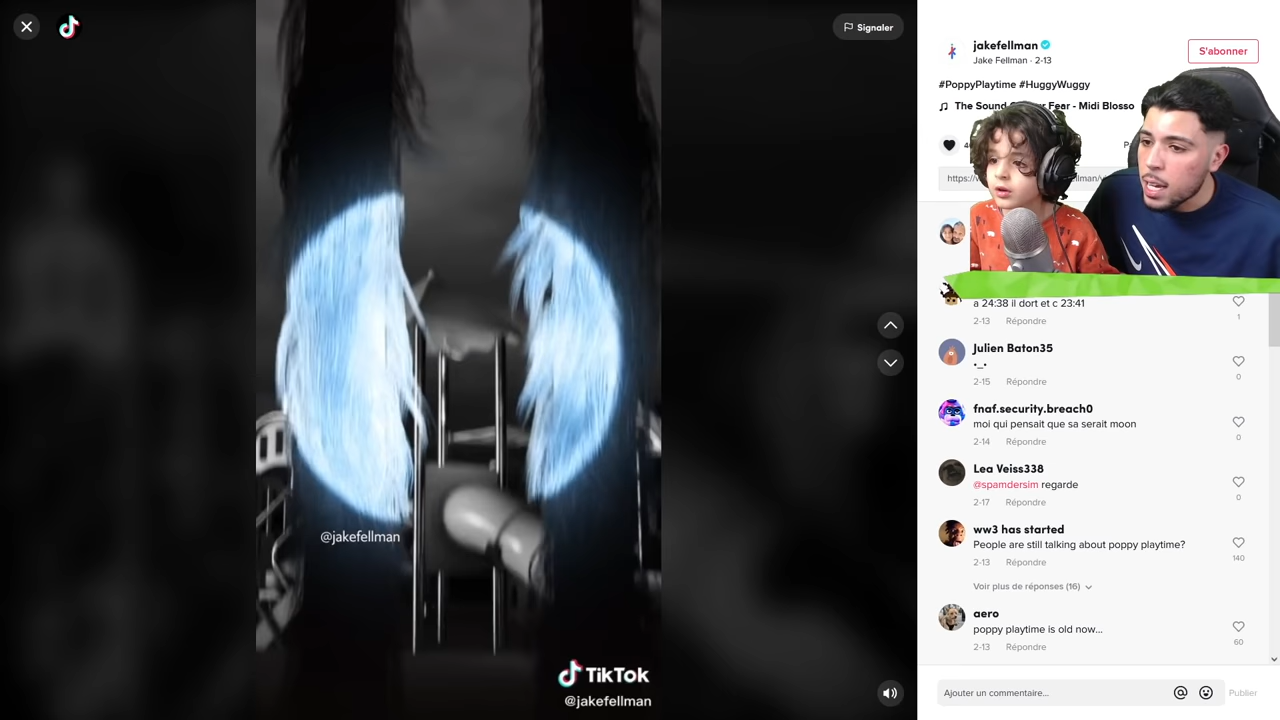 Signaler
@jakefellman
TikTok
@jakefellman
jakefellman
Jake Fellman · 2-13
S'abonner
#PoppyPlaytime #HuggyWuggy
The Sound Fear - Midi Blosso
https://
a 24:38 il dort et c 23:41
2-13 Répondre
1
Julien Baton35
•_•
2-15 Répondre
0
fnaf.security.breach0
moi qui pensait que sa serait moon
2-14 Répondre
0
Lea Veiss338
@spamdersim regarde
2-17 Répondre
0
ww3 has started
People are still talking about poppy playtime?
2-13 Répondre
140
Voir plus de réponses (16)
aero
poppy playtime is old now...
2-13 Répondre
60
Ajouter un commentaire...
Publier